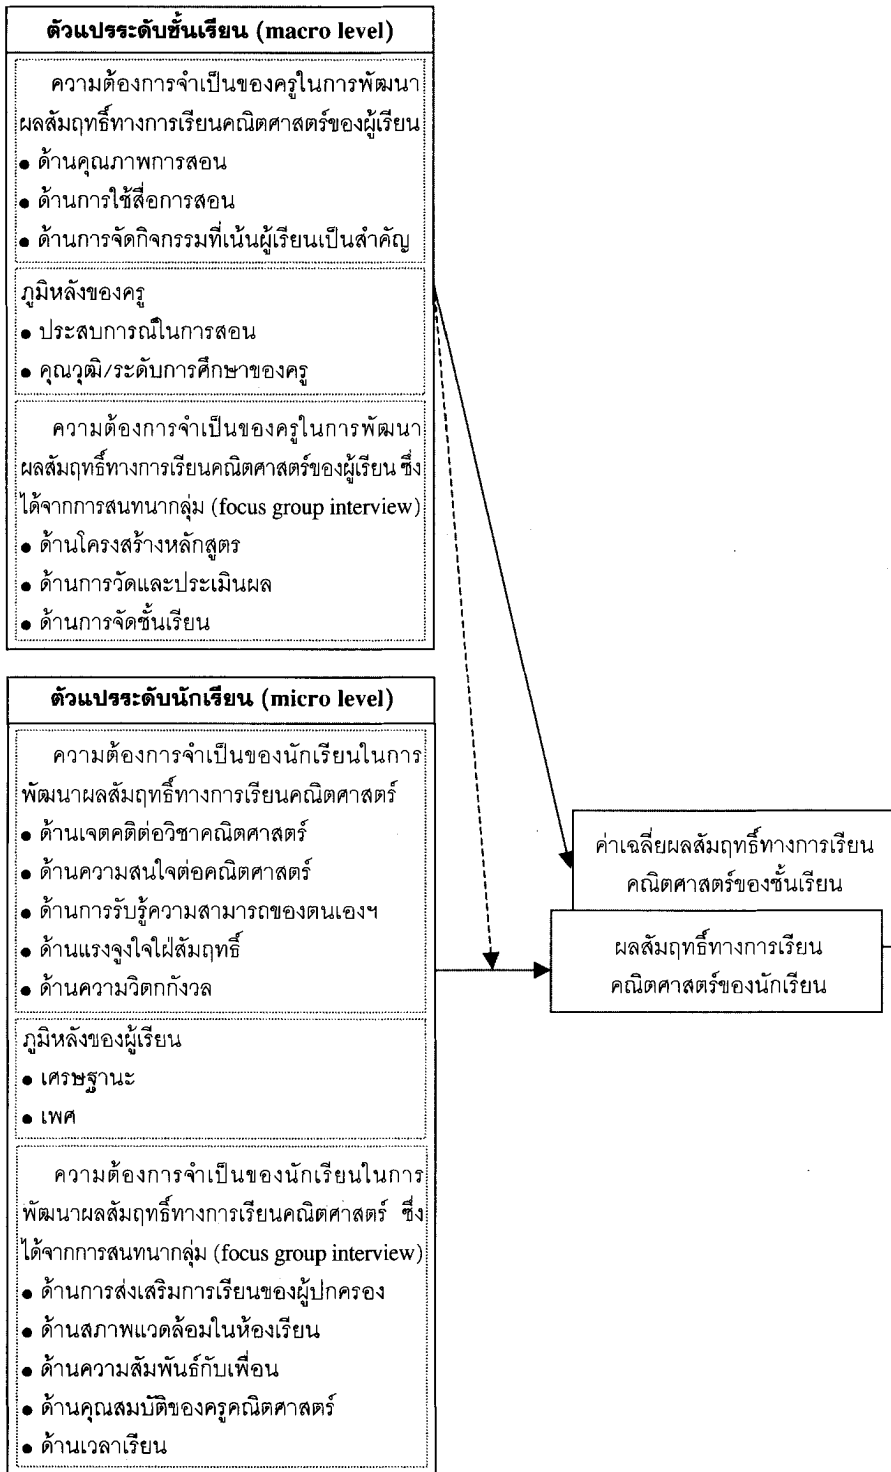 ตัวแปรระดับชั้นเรียน (macro level)
ความต้องการจำเป็นของครูในการพัฒนา
ผลสัมฤทธิ์ทางการเรียนคณิตศาสตร์ของผู้เรียน
● ด้านคุณภาพการสอน
● ด้านการใช้สื่อการสอน
● ด้านการจัดกิจกรรมที่เน้นผู้เรียนเป็นสำคัญ
ภูมิหลังของครู
● ประสบการณ์ในการสอน
● คุณวุฒิ/ระดับการศึกษาของครู
ความต้องการจำเป็นของครูในการพัฒนา
ผลสัมฤทธิ์ทางการเรียนคณิตศาสตร์ของผู้เรียน ซึ่ง
ได้จากการสนทนากลุ่ม (focus group interview)
● ด้านโครงสร้างหลักสูตร
● ด้านการวัดและประเมินผล
● ด้านการจัดชั้นเรียน
ตัวแปรระดับนักเรียน (micro level)
ความต้องการจำเป็นของนักเรียนในการ
พัฒนาผลสัมฤทธิ์ทางการเรียนคณิตศาสตร์
● ด้านเจตคติต่อวิชาคณิตศาสตร์
● ด้านความสนใจต่อคณิตศาสตร์
● ด้านการรับรู้ความสามารถของตนเองฯ
● ด้านแรงจูงใจใฝ่สัมฤทธิ์
● ด้านความวิตกกังวล
ภูมิหลังของผู้เรียน
● เศรษฐานะ
● เพศ
ความต้องการจำเป็นของนักเรียนในการ
พัฒนาผลสัมฤทธิ์ทางการเรียนคณิตศาสตร์ ซึ่ง
ได้จากการสนทนากลุ่ม (focus group interview)
● ด้านการส่งเสริมการเรียนของผู้ปกครอง
● ด้านสภาพแวดล้อมในห้องเรียน
● ด้านความสัมพันธ์กับเพื่อน
● ด้านคุณสมบัติของครูคณิตศาสตร์
● ด้านเวลาเรียน
ค่าเฉลี่ยผลสัมฤทธิ์ทางการเรียน
คณิตศาสตร์ของชั้นเรียน
ผลสัมฤทธิ์ทางการเรียน
คณิตศาสตร์ของนักเรียน